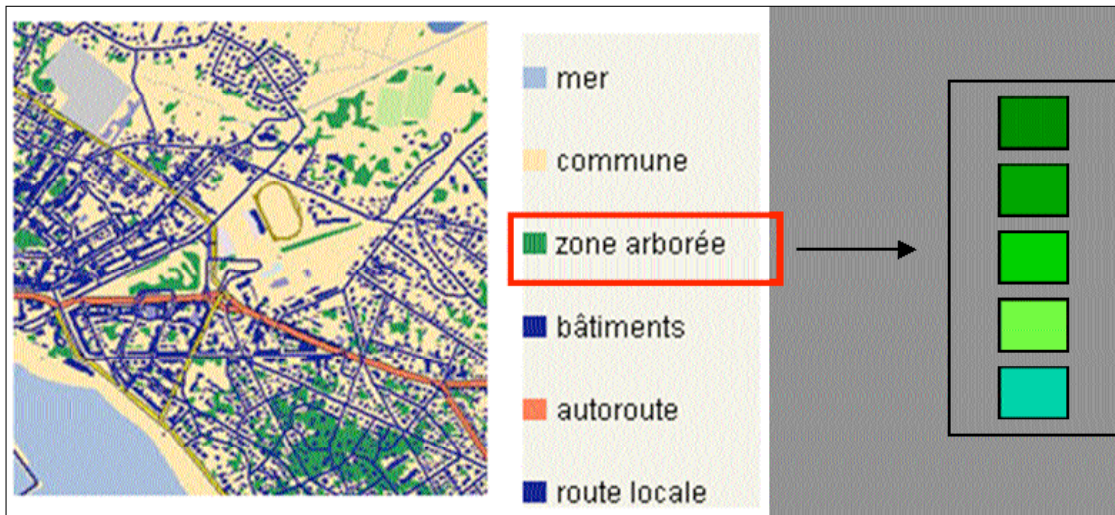 mer
commune
zone arborée
bâtiments
autoroute
route locale